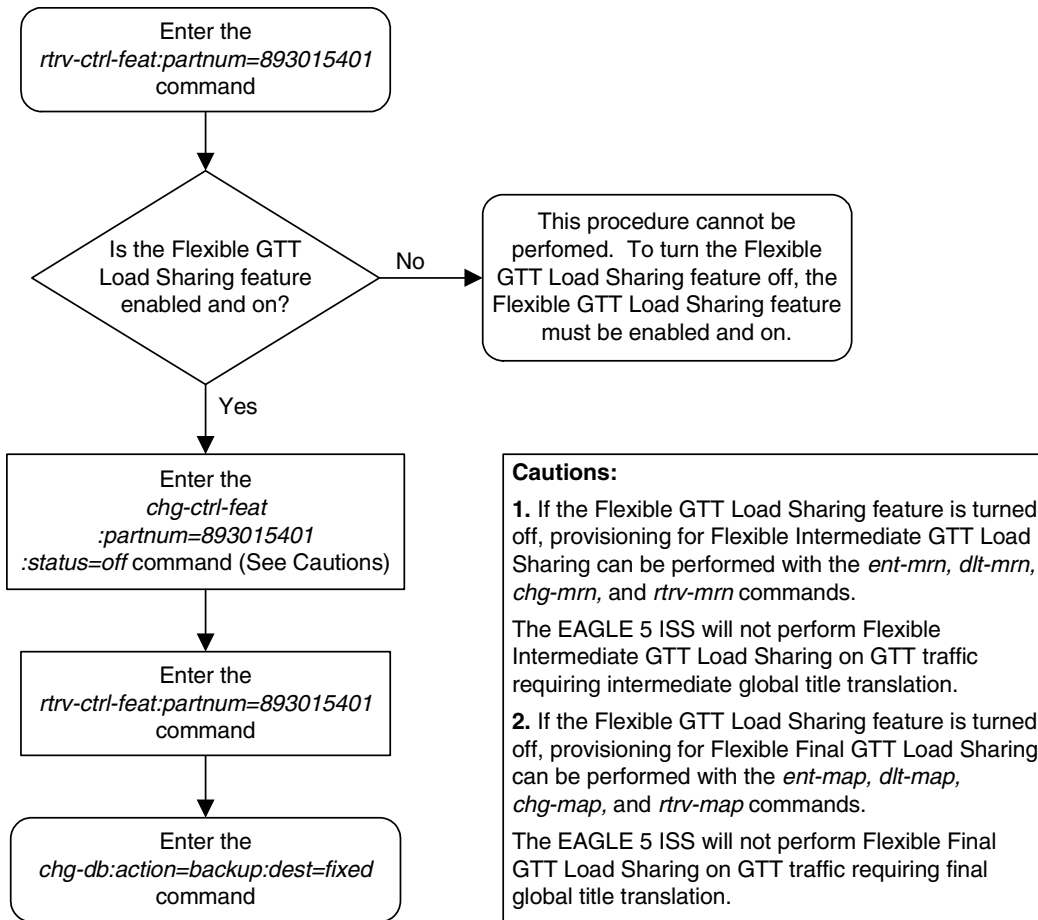 Enter the
rtrv-ctrl-feat:partnum=893015401
command
Is the Flexible GTT
Load Sharing feature
enabled and on?
No
This procedure cannot be
perfomed.  To turn the Flexible
GTT Load Sharing feature off, the
Flexible GTT Load Sharing feature
must be enabled and on.
Yes
Enter the
chg-ctrl-feat
:partnum=893015401
:status=off command (See Cautions)
Enter the
rtrv-ctrl-feat:partnum=893015401
command
Enter the
chg-db:action=backup:dest=fixed
command
Cautions:
1. If the Flexible GTT Load Sharing feature is turned
off, provisioning for Flexible Intermediate GTT Load
Sharing can be performed with the ent-mrn, dlt-mrn,
chg-mrn, and rtrv-mrn commands.
The EAGLE 5 ISS will not perform Flexible
Intermediate GTT Load Sharing on GTT traffic
requiring intermediate global title translation.
2. If the Flexible GTT Load Sharing feature is turned
off, provisioning for Flexible Final GTT Load Sharing
can be performed with the ent-map, dlt-map,
chg-map, and rtrv-map commands.
The EAGLE 5 ISS will not perform Flexible Final
GTT Load Sharing on GTT traffic requiring final
global title translation.